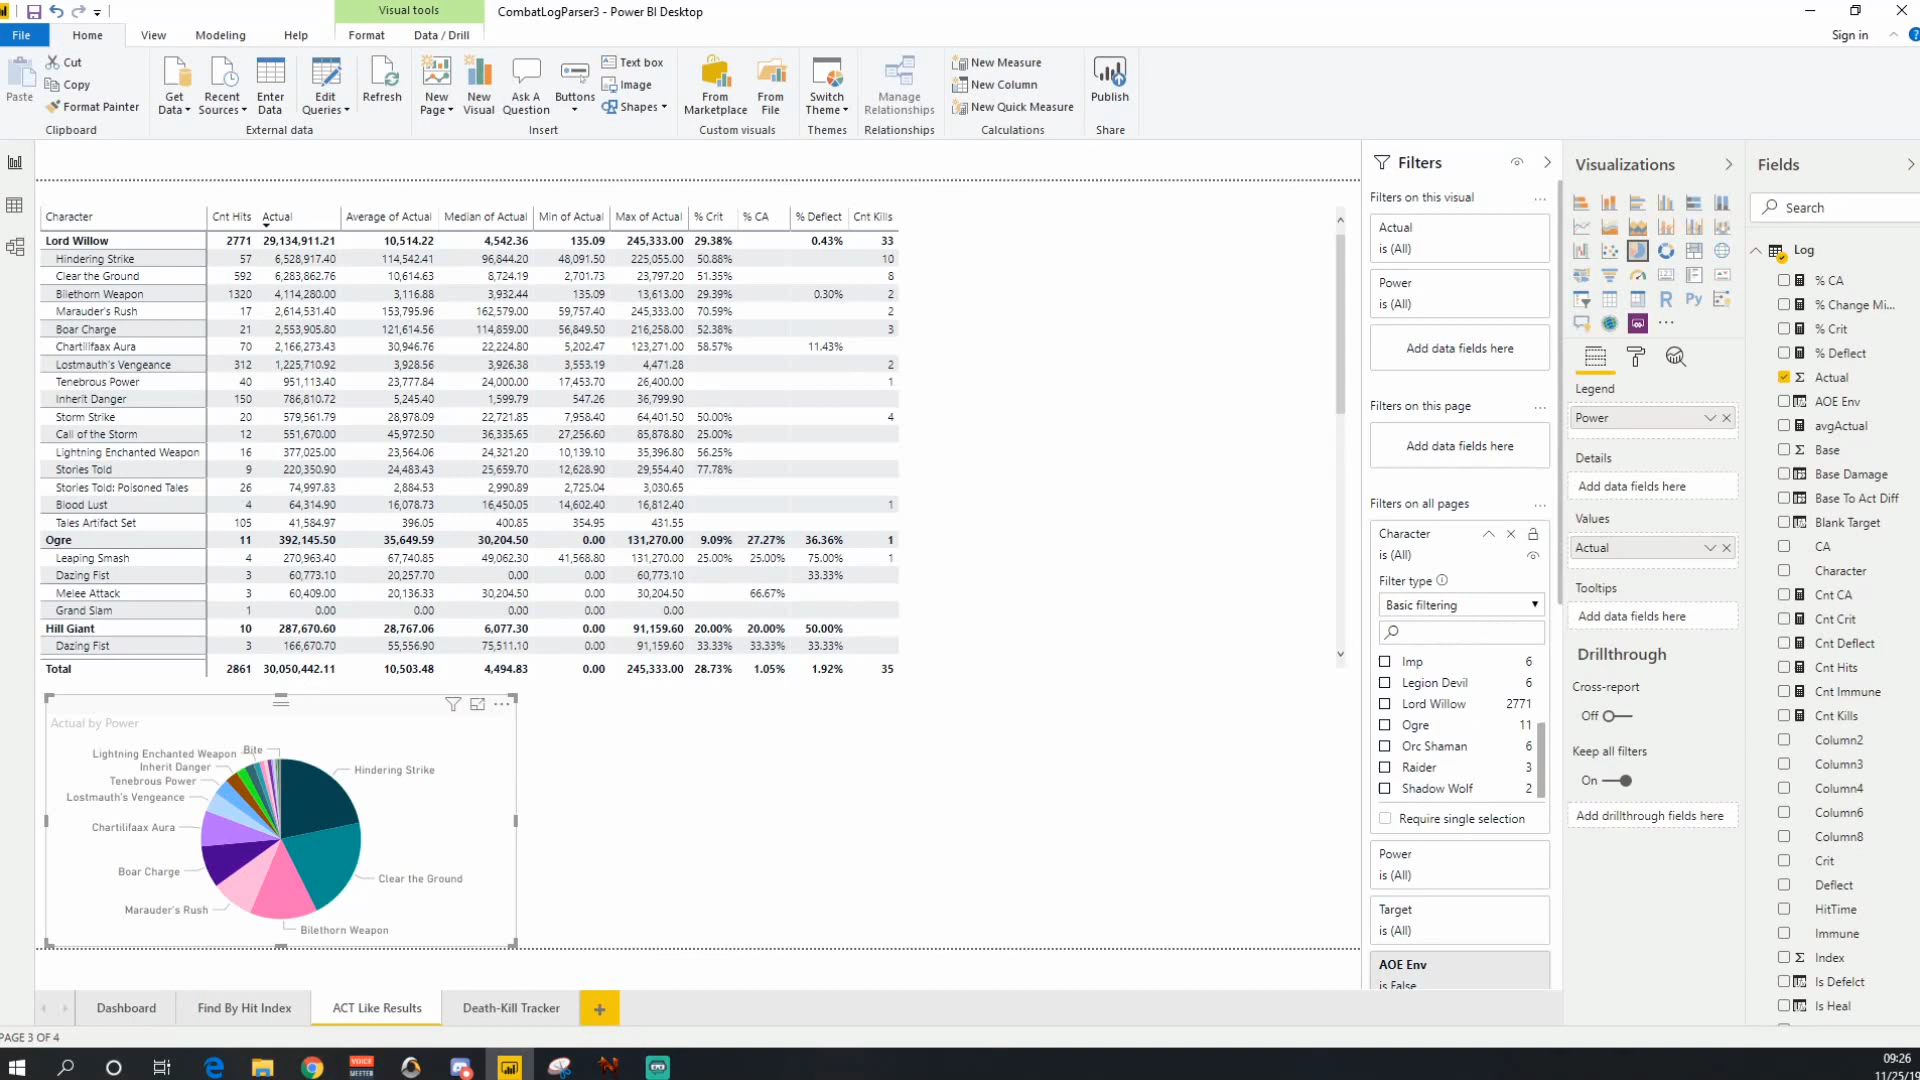 Visual tools
CombatLogParser3 - Power BI Desktop
File Home View Modeling Help Format Data / Drill Sign in
Paste
Cut
Copy
Format Painter
Get Data
Recent Sources
Enter Data
Edit Queries
Refresh
New Page
New Visual
Ask A Question
Buttons
Text box
Image
Shapes
From Marketplace
From File
Switch Theme
Manage Relationships
New Measure
New Column
New Quick Measure
Publish
Clipboard External data Insert Custom visuals Themes Relationships Calculations Share
Character Cnt Hits Actual Average of Actual Median of Actual Min of Actual Max of Actual % Crit % CA % Deflect Cnt Kills
Lord Willow 2771 29,134,911.21 10,514.22 4,542.36 135.09 245,333.00 29.38% 0.43% 33
Hindering Strike 57 6,528,917.40 114,542.41 96,844.20 48,091.50 225,055.00 50.88% 10
Clear the Ground 592 6,283,862.76 10,614.63 8,724.19 2,701.73 23,797.20 51.35% 8
Bilethorn Weapon 1320 4,114,280.00 3,116.88 3,932.44 135.09 13,613.00 29.39% 0.30% 2
Marauder's Rush 17 2,614,531.40 153,795.96 162,579.00 59,757.40 245,333.00 70.59% 2
Boar Charge 21 2,553,905.80 121,614.56 114,859.00 56,849.50 216,258.00 52.38% 3
Chartilifaax Aura 70 2,166,273.43 30,946.76 22,224.80 5,202.47 123,271.00 58.57% 11.43%
Lostmauth's Vengeance 312 1,225,710.92 3,928.56 3,926.38 3,553.19 4,471.28 2
Tenebrous Power 40 951,113.40 23,777.84 24,000.00 17,453.70 26,400.00 1
Inherit Danger 150 786,810.72 5,245.40 1,599.79 547.26 36,799.90
Storm Strike 20 579,561.79 28,978.09 22,721.85 7,958.40 64,401.50 50.00% 4
Call of the Storm 12 551,670.00 45,972.50 36,335.65 27,256.60 85,878.80 25.00%
Lightning Enchanted Weapon 16 377,025.00 23,564.06 24,321.20 10,139.10 35,396.80 56.25%
Stories Told 9 220,350.90 24,483.43 25,659.70 12,628.90 29,554.40 77.78%
Stories Told: Poisoned Tales 26 74,997.83 2,884.53 2,990.89 2,725.04 3,030.65
Blood Lust 4 64,314.90 16,078.73 16,450.05 14,602.40 16,812.40 1
Tales Artifact Set 105 41,584.97 396.05 400.85 354.95 431.55
Ogre 11 392,145.50 35,649.59 30,204.50 0.00 131,270.00 9.09% 27.27% 36.36% 1
Leaping Smash 4 270,963.40 67,740.85 49,062.30 41,568.80 131,270.00 25.00% 25.00% 75.00% 1
Dazing Fist 3 60,773.10 20,257.70 0.00 0.00 60,773.10 33.33%
Melee Attack 3 60,409.00 20,136.33 30,204.50 0.00 30,204.50 66.67%
Grand Slam 1 0.00 0.00 0.00 0.00 0.00
Hill Giant 10 287,670.60 28,767.06 6,077.30 0.00 91,159.60 20.00% 20.00% 50.00%
Dazing Fist 3 166,670.70 55,556.90 75,511.10 0.00 91,159.60 33.33% 33.33% 33.33%
Total 2861 30,050,442.11 10,503.48 4,494.83 0.00 245,333.00 28.73% 1.05% 1.92% 35
Actual by Power
Lightning Enchanted Weapon
Bite
Inherit Danger
Hindering Strike
Tenebrous Power
Lostmauth's Vengeance
Chartilifaax Aura
Boar Charge
Clear the Ground
Marauder's Rush
Bilethorn Weapon
Filters
Filters on this visual ...
Actual
is (All)
Power
is (All)
Add data fields here
Filters on this page ...
Add data fields here
Filters on all pages ...
Character
is (All)
Filter type
Basic filtering
Imp 6
Legion Devil 6
Lord Willow 2771
Ogre 11
Orc Shaman 6
Raider 3
Shadow Wolf 2
Require single selection
Power
is (All)
Target
is (All)
AOE Env
is False
Visualizations
R Py
...
Legend
Power
Details
Add data fields here
Values
Actual
Tooltips
Add data fields here
Drillthrough
Cross-report
Off
Keep all filters
On
Add drillthrough fields here
Fields
Search
Log
% CA
% Change Mi...
% Crit
% Deflect
Actual
AOE Env
avgActual
Base
Base Damage
Base To Act Diff
Blank Target
CA
Character
Cnt CA
Cnt Crit
Cnt Deflect
Cnt Hits
Cnt Immune
Cnt Kills
Column2
Column3
Column4
Column6
Column8
Crit
Deflect
HitTime
Immune
Index
Is Defelct
Is Heal
Dashboard Find By Hit Index ACT Like Results Death-Kill Tracker +
PAGE 3 OF 4
VOICE
MEETER
09:26
11/25/19